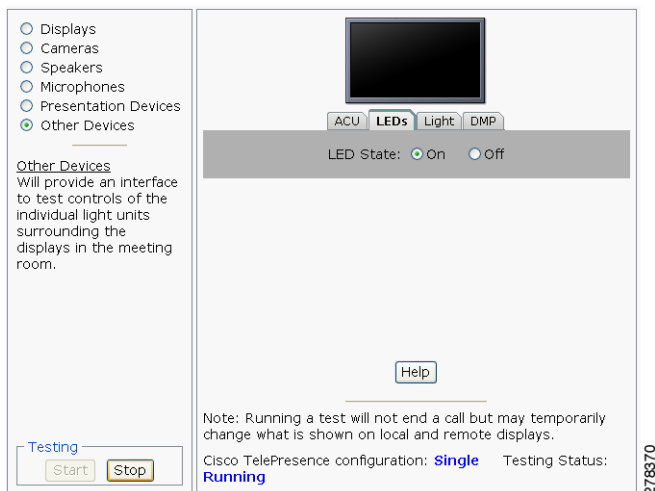 Displays
Cameras
Speakers
Microphones
Presentation Devices
Other Devices
Other Devices
Will provide an interface
to test controls of the
individual light units
surrounding the
displays in the meeting
room.
Testing
Start Stop
ACU LEDs Light DMP
LED State: On Off
Help
Note: Running a test will not end a call but may temporarily
change what is shown on local and remote displays.
Cisco TelePresence configuration: Single Testing Status:
Running
278370